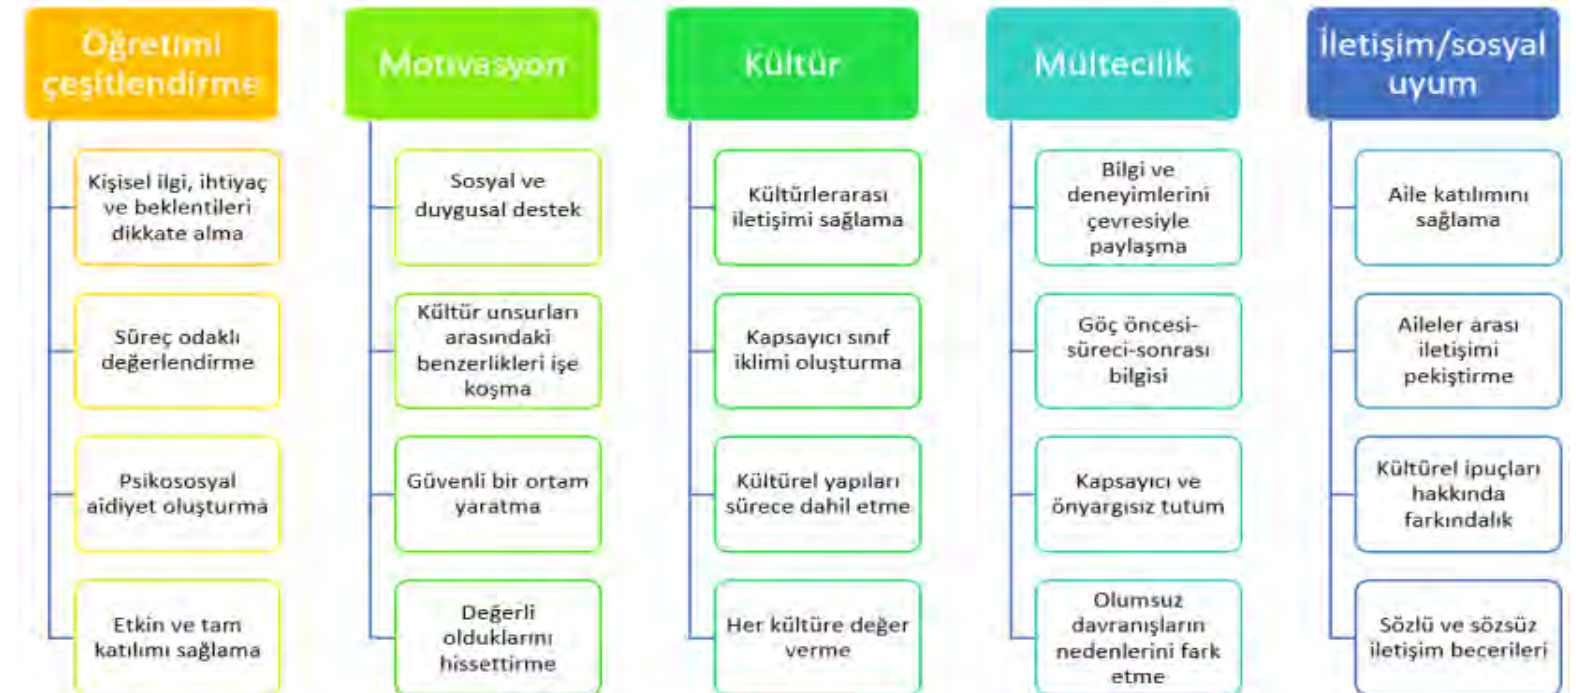 Öğretimi
çeşitlendirme
Kişisel ilgi, ihtiyaç
ve beklentileri
dikkate alma
Süreç odaklı
değerlendirme
Psikososyal
aidiyet oluşturma
Etkin ve tam
katılımı sağlama
Motivasyon
Sosyal ve
duygusal destek
Kültür unsurları
arasındaki
benzerlikleri işe
koşma
Güvenli bir ortam
yaratma
Değerli
olduklarını
hissettirme
Kültür
Kültürlerarası
iletişimi sağlama
Kapsayıcı sınıf
iklimi oluşturma
Kültürel yapıları
sürece dahil etme
Her kültüre değer
verme
Mültecilik
Bilgi ve
deneyimlerini
çevresiyle
paylaşma
Göç öncesi-
süreci-sonrası
bilgisi
Kapsayıcı ve
önyargısız tutum
Olumsuz
davranışların
nedenlerini fark
etme
İletişim/sosyal
uyum
Aile katılımını
sağlama
Aileler arası
iletişimi
pekiştirme
Kültürel ipuçları
hakkında
farkındalık
Sözlü ve sözsüz
iletişim becerileri